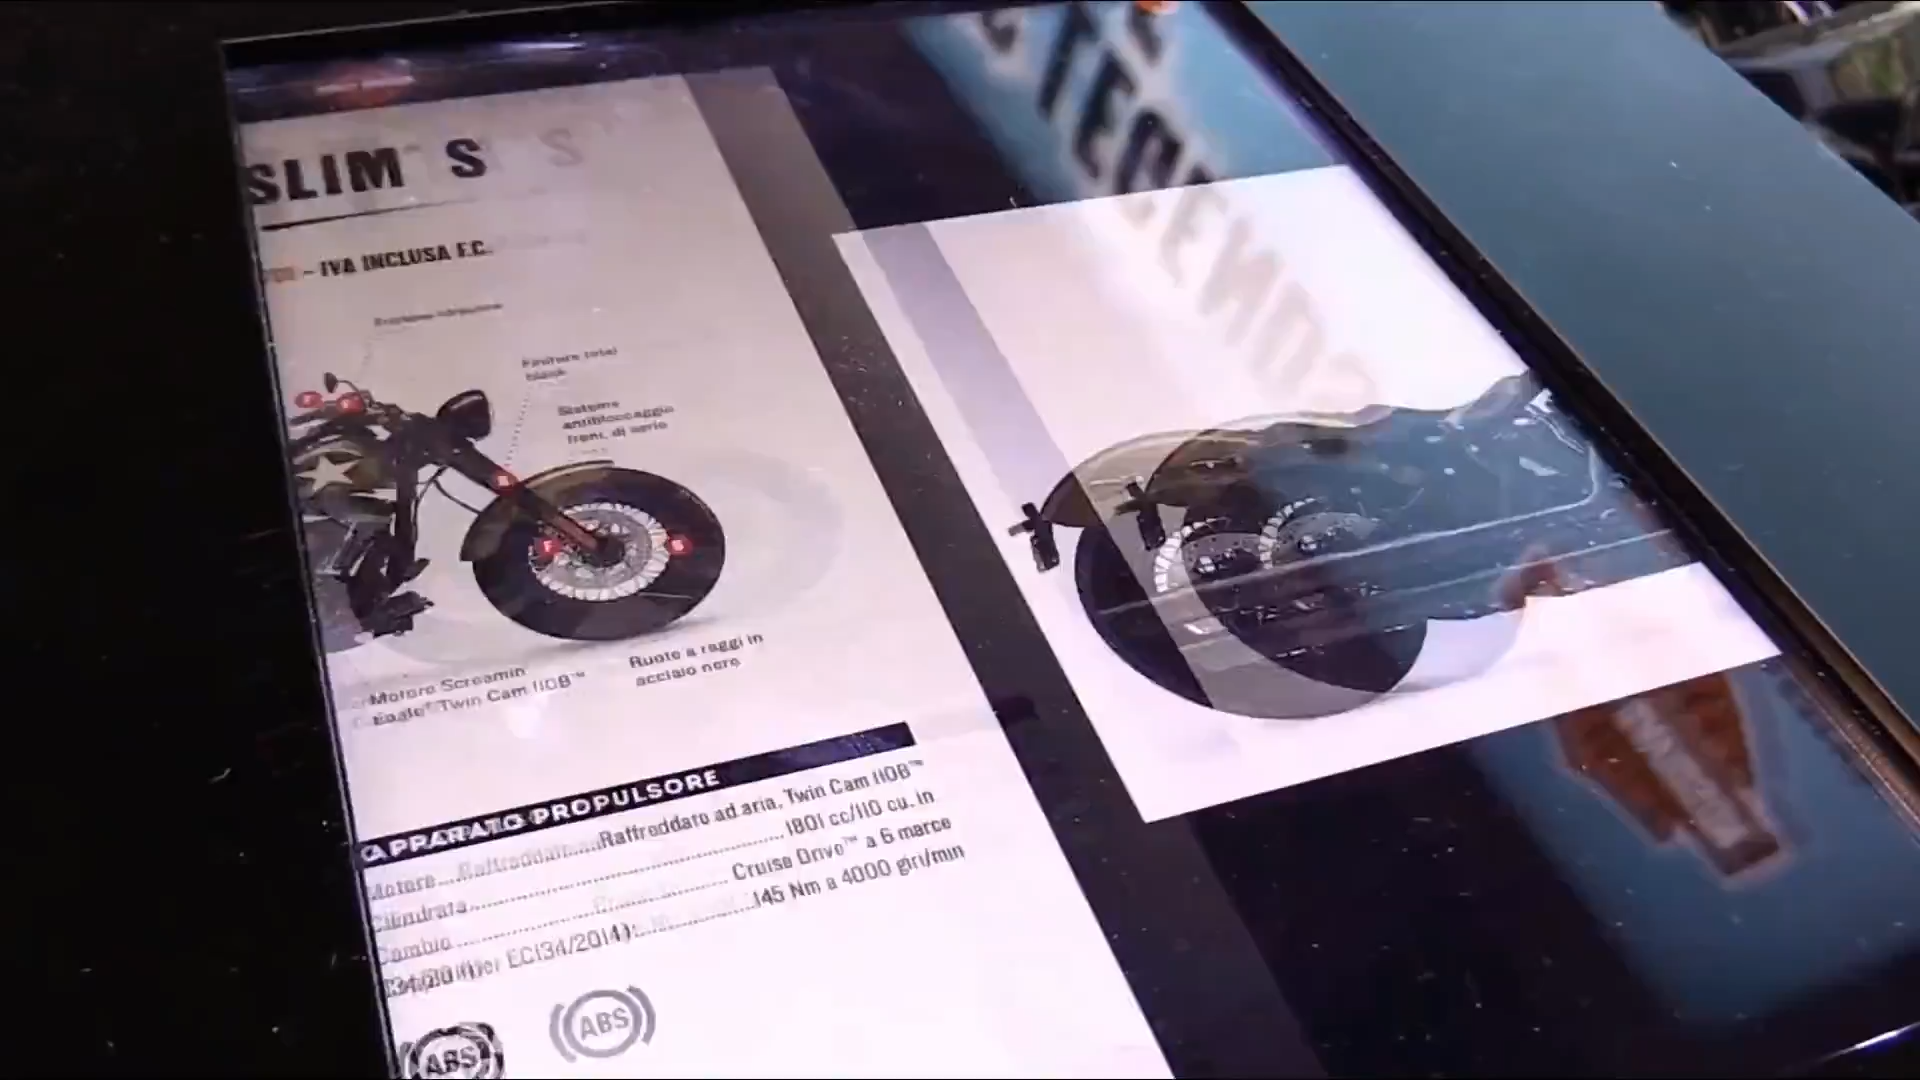 SLIM S
- IVA INCLUSA F.C.
Finiture total
black
Sistema
antibloccaggio
freni, di serie
Motore Screamin
Eagle® Twin Cam 110B™
Ruote a raggi in
acciaio nero
APPARATO PROPULSORE
Motore....Raffreddato ad aria, Twin Cam 110B™
Cilindrata....1801 cc/110 cu. in
Cambio....Cruise Drive™ a 6 marce
EC134/2014):....145 Nm a 4000 giri/min
ABS
ABS